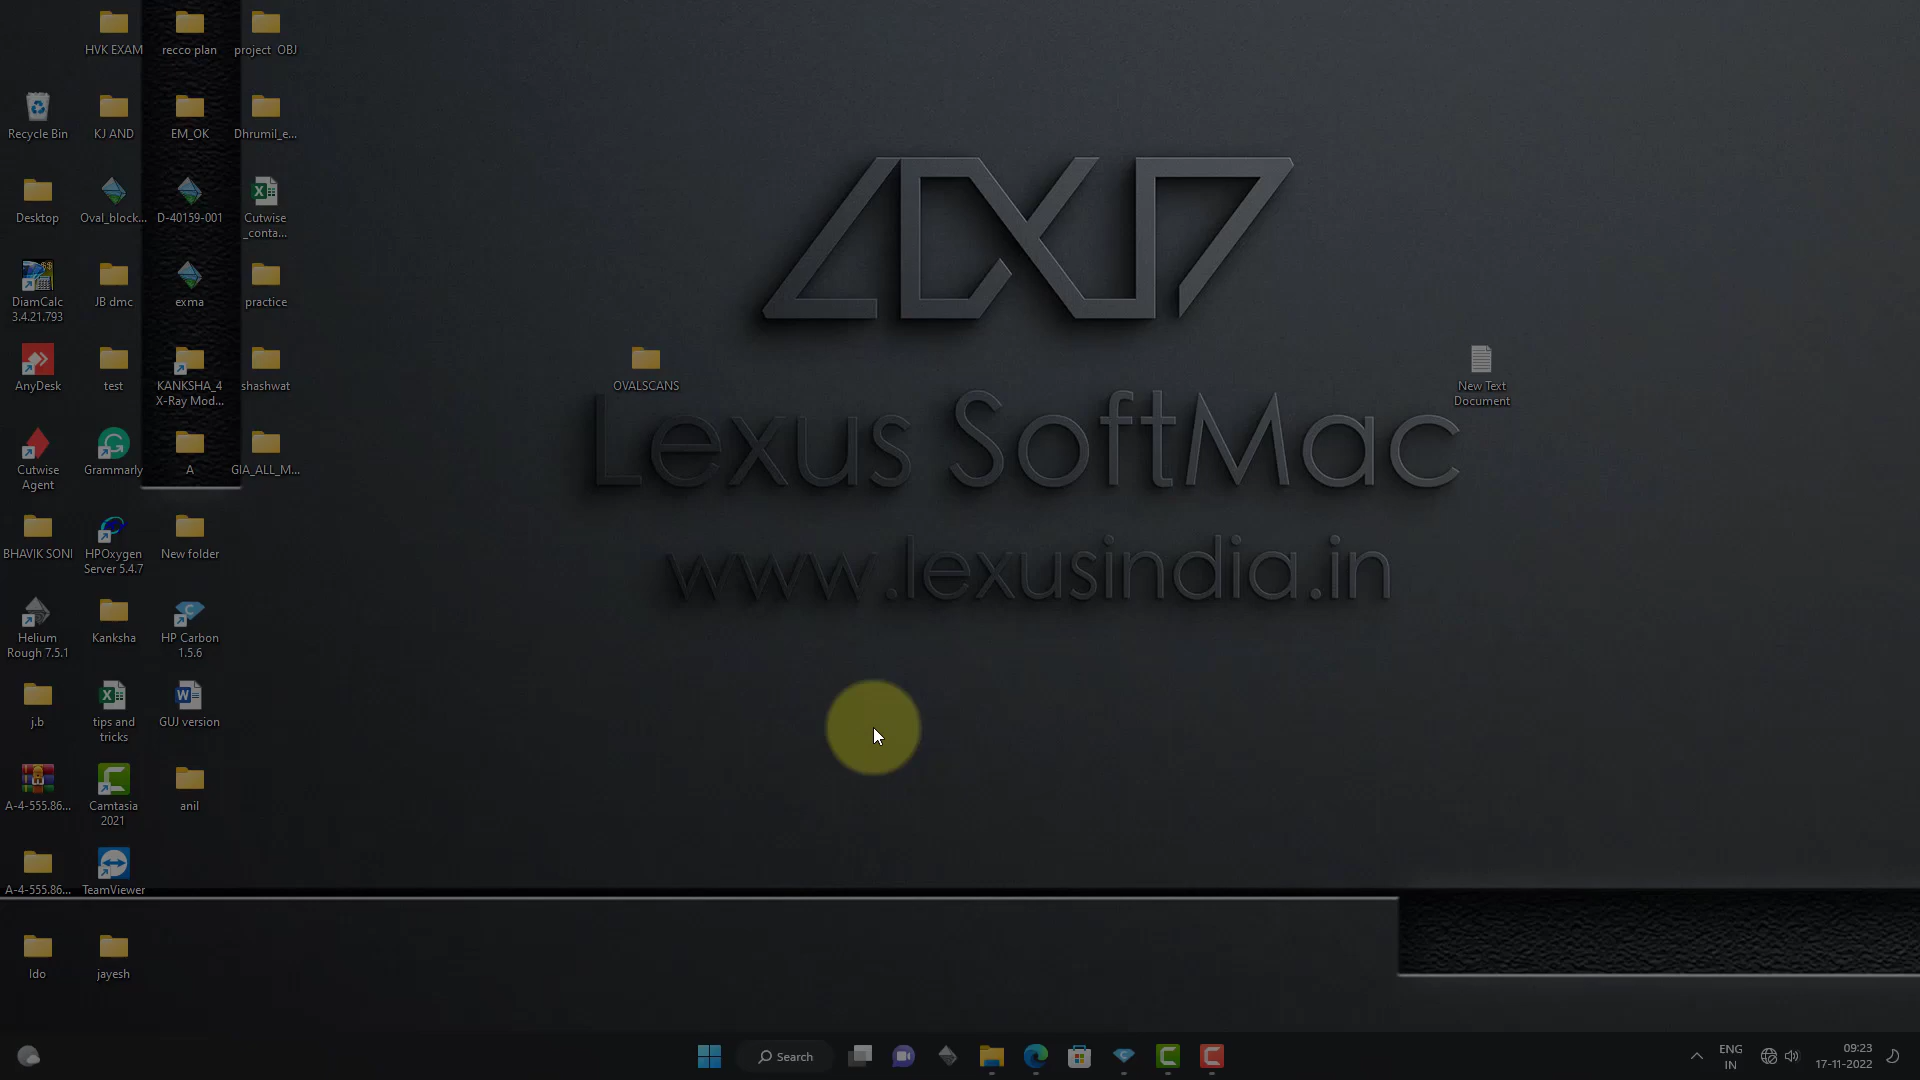 HVK EXAM
recco plan
project OBJ
Recycle Bin
KJ AND
EM_OK
Dhrumil_e...
Desktop
Oval_block...
D-40159-001
Cutwise
_conta...
DiamCalc
3.4.21.793
JB dmc
exma
practice
AnyDesk
test
KANKSHA_4
X-Ray Mod...
shashwat
OVALSCANS
New Text
Document
Lexus SoftMac
Cutwise
Agent
Grammarly
A
GIA_ALL_M...
BHAVIK SONI
HPOxygen
Server 5.4.7
New folder
www.lexusindia.in
Helium
Rough 7.5.1
Kanksha
HP Carbon
1.5.6
j.b
tips and
tricks
GUJ version
A-4-555.86...
Camtasia
2021
anil
A-4-555.86...
TeamViewer
ldo
jayesh
Search
ENG
IN
09:23
17-11-2022